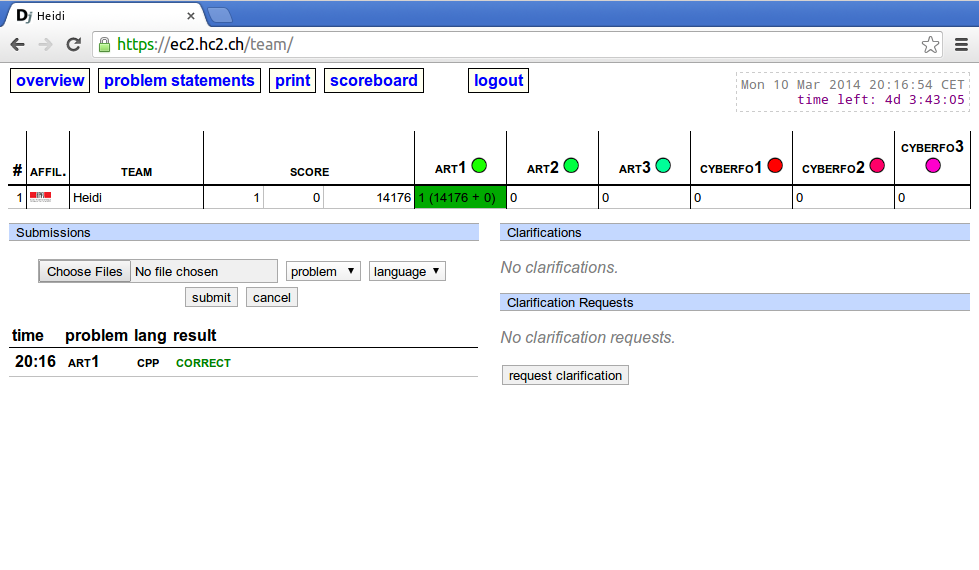 Dj Heidi
https://ec2.hc2.ch/team/
overview problem statements print scoreboard logout
Mon 10 Mar 2014 20:16:54 CET
time left: 4d 3:43:05
# AFFIL. TEAM SCORE ART1 ART2 ART3 CYBERFO1 CYBERFO2 CYBERFO3
1 Heidi 1 0 14176 1 (14176 + 0) 0 0 0 0 0
Submissions
Choose Files No file chosen problem language
submit cancel
time problem lang result
20:16 ART1 CPP CORRECT
Clarifications
No clarifications.
Clarification Requests
No clarification requests.
request clarification